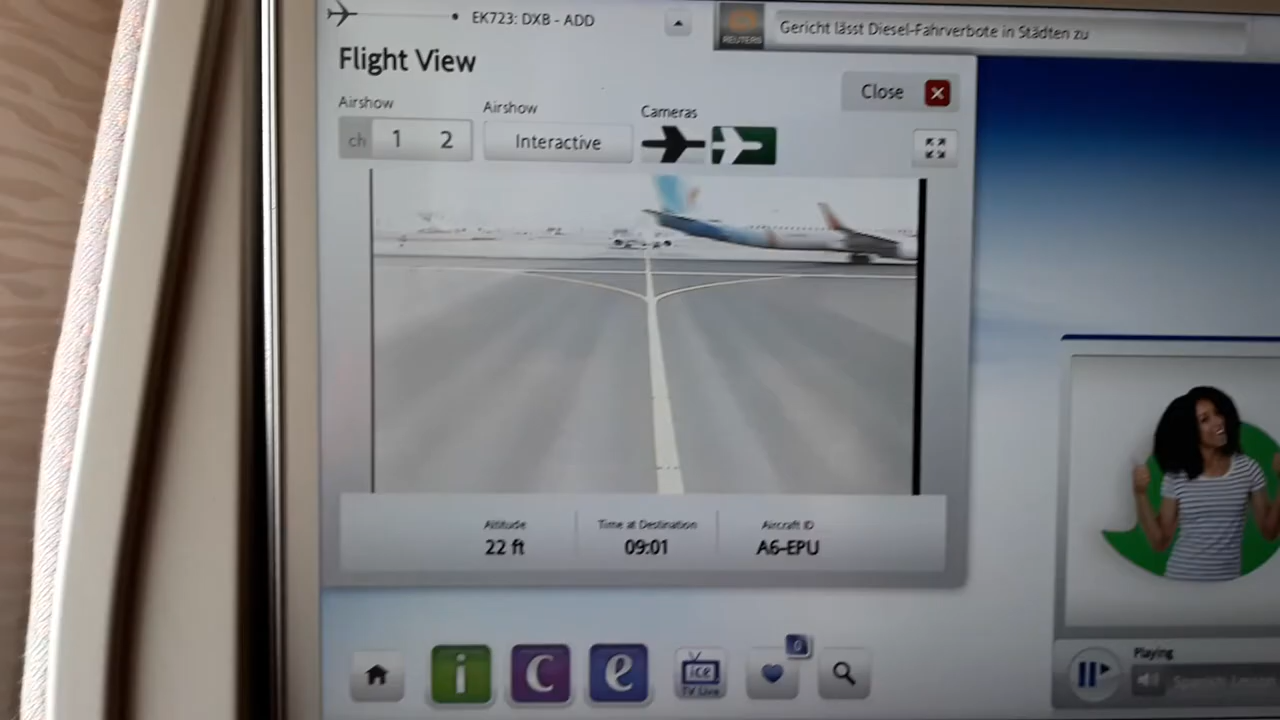 EK723: DXB - ADD
REUTERS
Gericht lässt Diesel-Fahrverbote in Städten zu
Flight View
Close
Airshow
Airshow
Cameras
ch 1 2
Interactive
Altitude
Time at Destination
Aircraft ID
22 ft
09:01
A6-EPU
i
C
e
ice
TV Live
0
Playing
Spanish Lesson